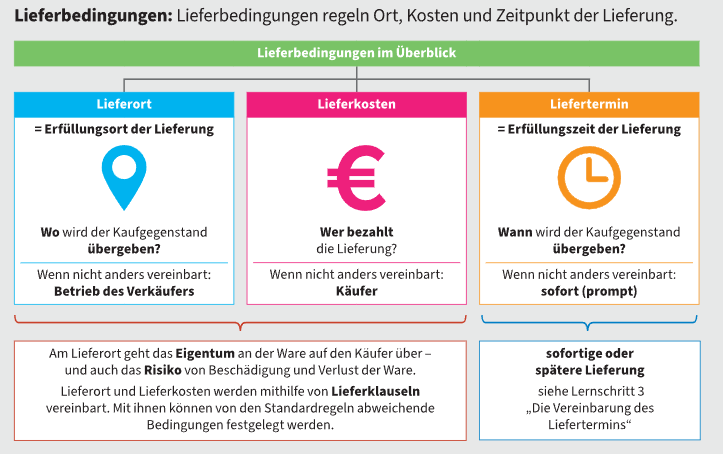 Lieferbedingungen: Lieferbedingungen regeln Ort, Kosten und Zeitpunkt der Lieferung.
Lieferbedingungen im Überblick
Lieferort
= Erfüllungsort der Lieferung
Wo wird der Kaufgegenstand
übergeben?
Wenn nicht anders vereinbart:
Betrieb des Verkäufers
Lieferkosten
€
Wer bezahlt
die Lieferung?
Wenn nicht anders vereinbart:
Käufer
Liefertermin
= Erfüllungszeit der Lieferung
Wann wird der Kaufgegenstand
übergeben?
Wenn nicht anders vereinbart:
sofort (prompt)
Am Lieferort geht das Eigentum an der Ware auf den Käufer über –
und auch das Risiko von Beschädigung und Verlust der Ware.
Lieferort und Lieferkosten werden mithilfe von Lieferklauseln
vereinbart. Mit ihnen können von den Standardregeln abweichende
Bedingungen festgelegt werden.
sofortige oder
spätere Lieferung
siehe Lernschritt 3
„Die Vereinbarung des
Liefertermins“